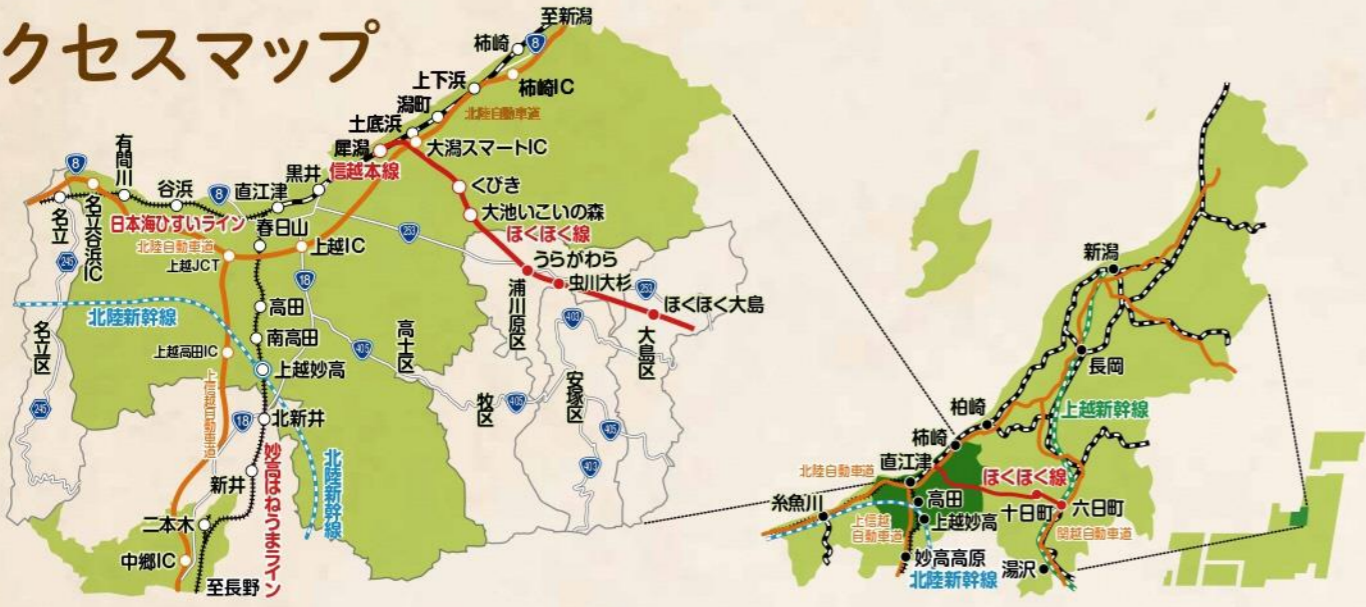 クセスマップ
至新潟
柿崎
8
上下浜
柿崎IC
潟町
北陸自動車道
土底浜
犀潟
大潟スマートIC
信越本線
8
有間川
谷浜
8
黒井
直江津
くびき
名立
名立谷浜IC
日本海ひすいライン
春日山
大池いこいの森
ほくほく線
北陸自動車道
上越JCT
上越IC
253
245
18
うらがわら
虫川大杉
253
ほくほく大島
浦川原区
北陸新幹線
高田
403
名立区
南高田
高士区
大島区
上越高田IC
405
上越妙高
安塚区
245
牧区
405
上信越自動車道
18
北新井
405
403
新井
妙高はねうまライン
北陸新幹線
二本木
中郷IC
至長野
新潟
長岡
上越新幹線
柏崎
柿崎
直江津
ほくほく線
北陸自動車道
糸魚川
高田
十日町
六日町
上越妙高
上信越
自動車道
関越自動車道
妙高高原
北陸新幹線
湯沢